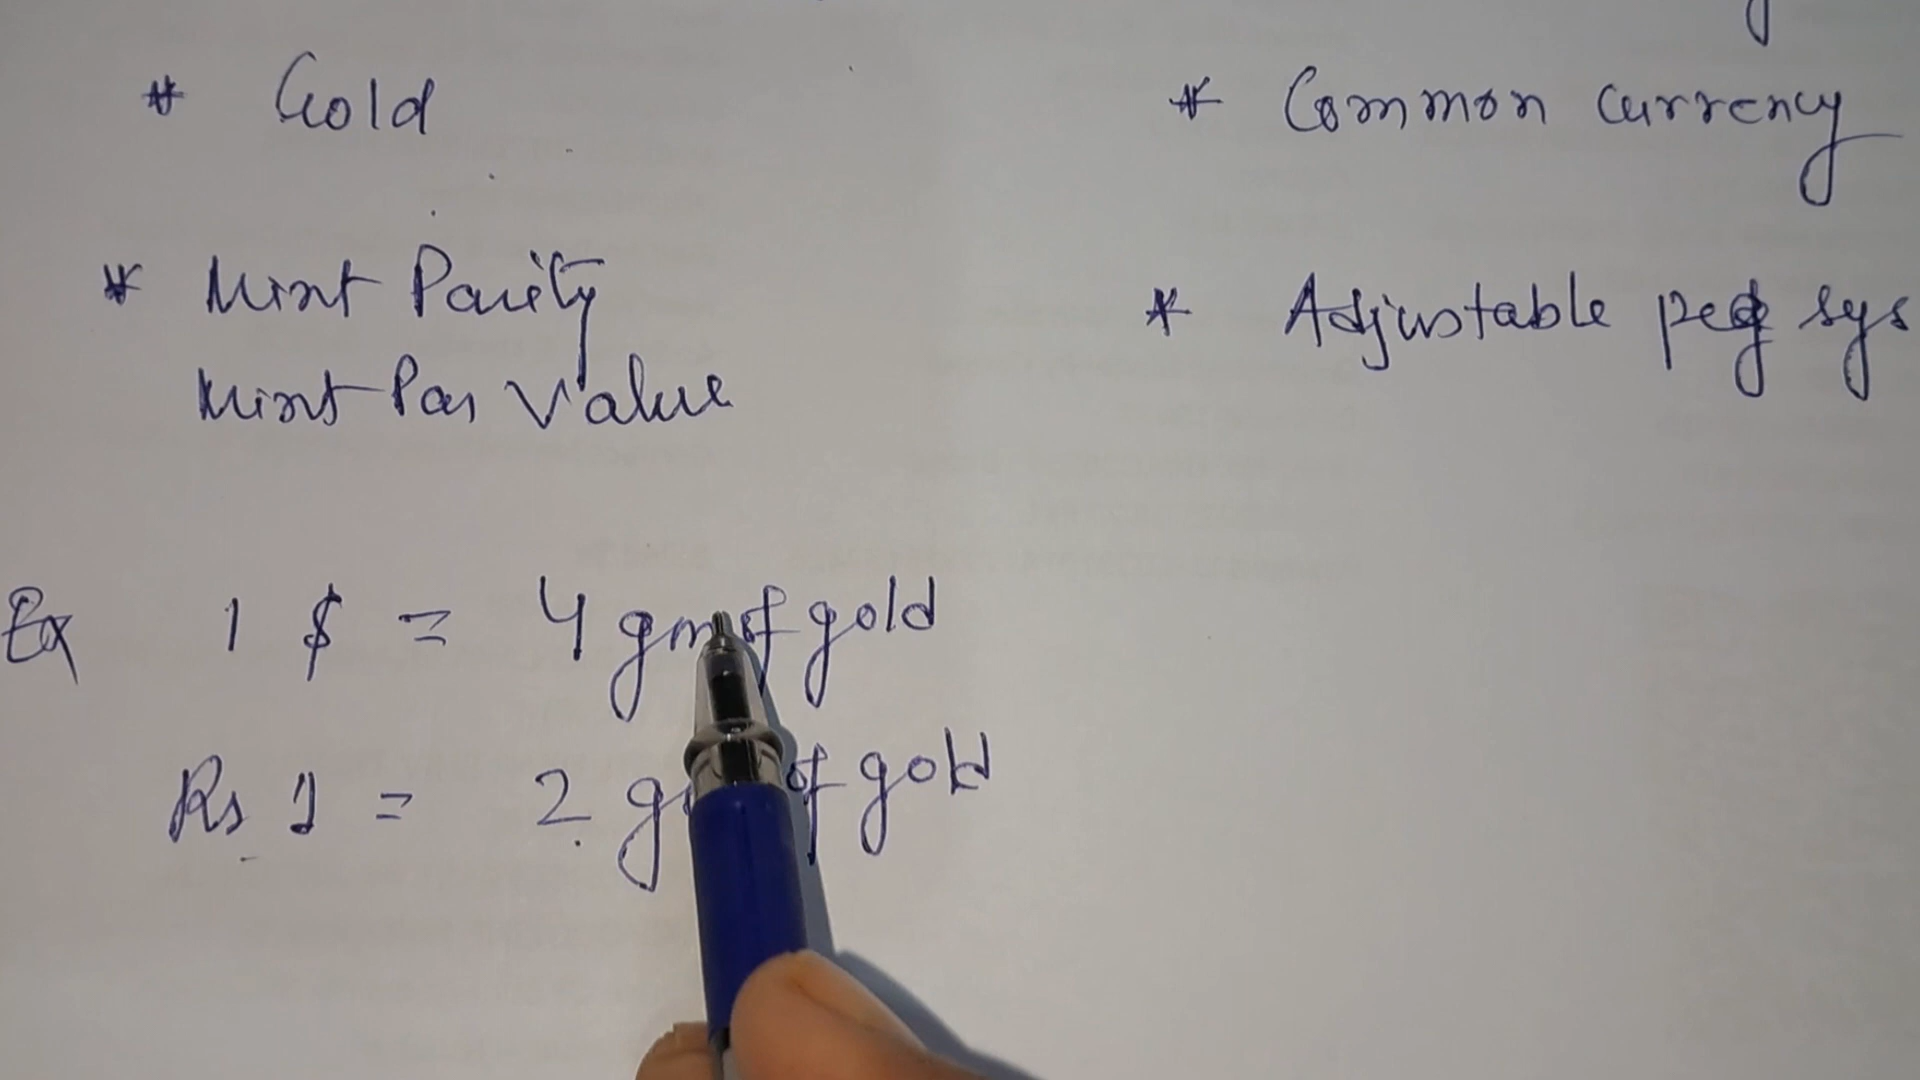 * Gold
* Mint Parity
Mint Par Value
Ex 1 $ = 4 gm of gold
Rs 1 = 2 of gold
* Common currency
* Adjustable peg sys